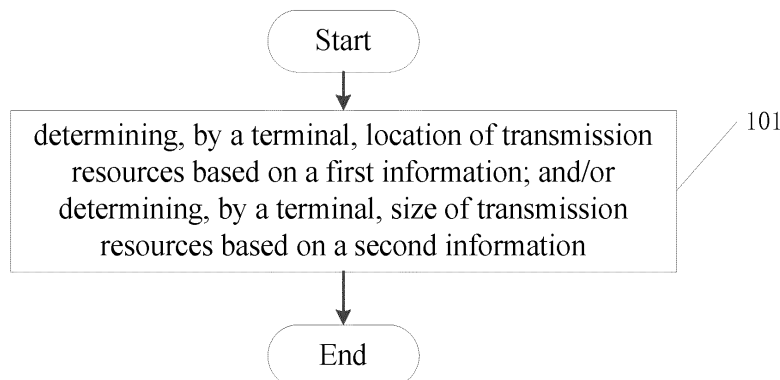 Start
determining, by a terminal, location of transmission
resources based on a first information; and/or
determining, by a terminal, size of transmission
resources based on a second information
101
End